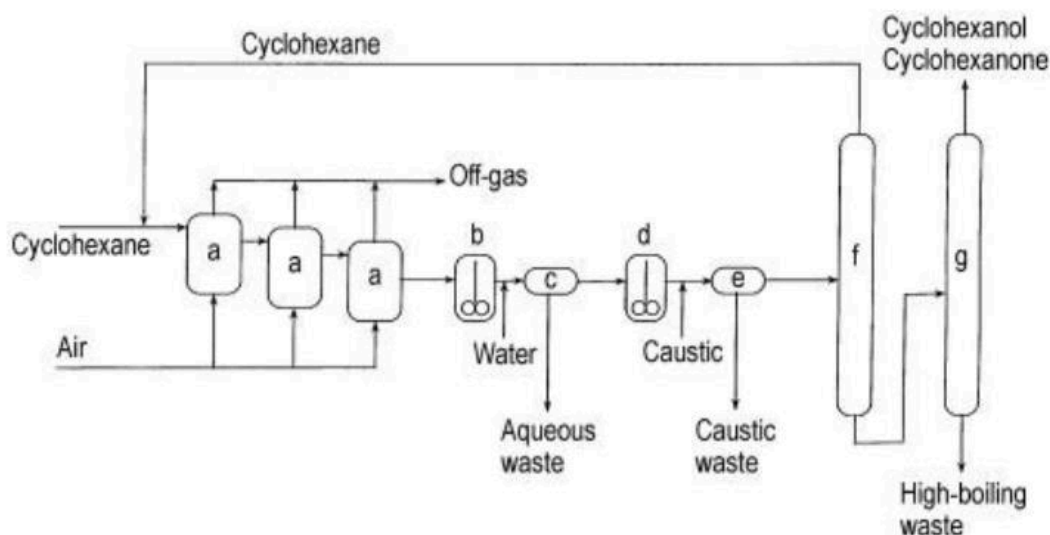 Cyclohexane
Cyclohexanol
Cyclohexanone
Off-gas
Cyclohexane
a
a
a
b
c
d
e
f
g
Air
Water
Caustic
Aqueous
waste
Caustic
waste
High-boiling
waste